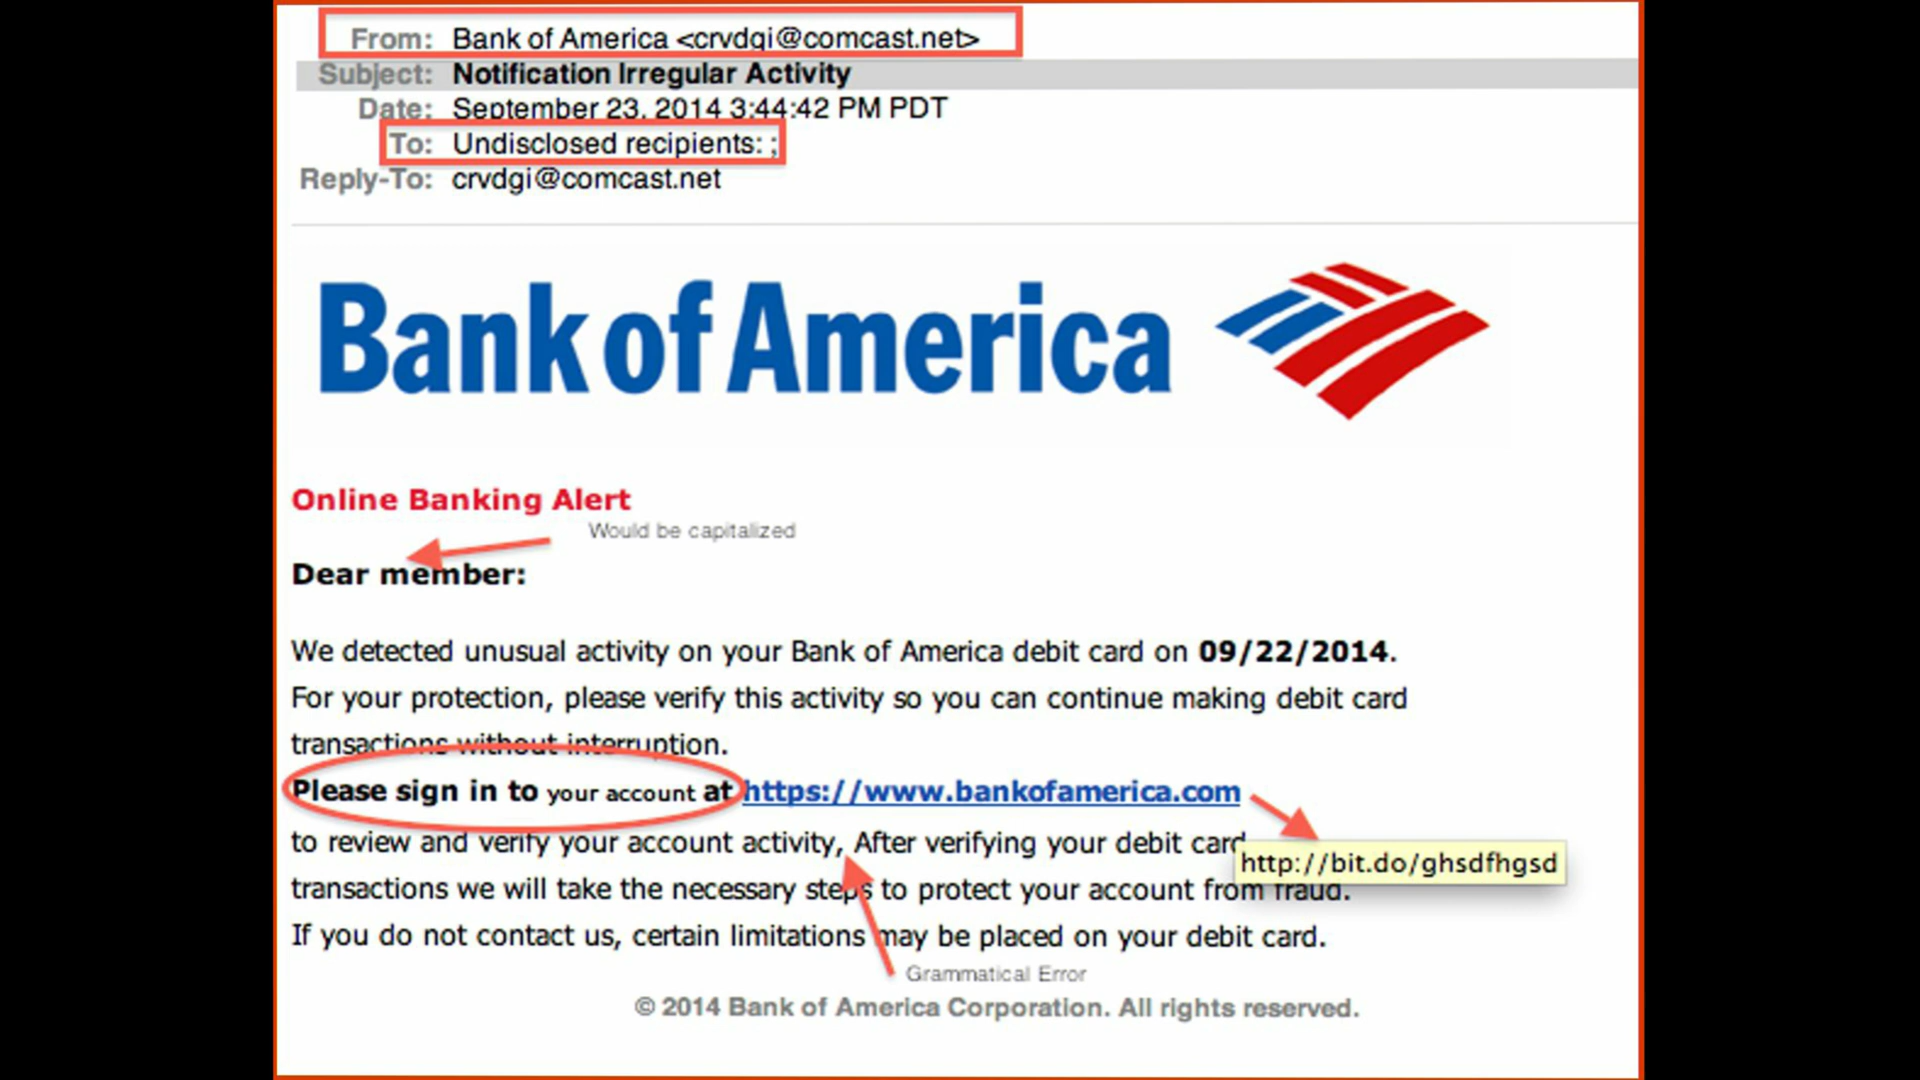 From: Bank of America <crvdgi@comcast.net>
Subject: Notification Irregular Activity
Date: September 23, 2014 3:44:42 PM PDT
To: Undisclosed recipients: ;
Reply-To: crvdgi@comcast.net
Bank of America
Online Banking Alert
Would be capitalized
Dear member:
We detected unusual activity on your Bank of America debit card on 09/22/2014.
For your protection, please verify this activity so you can continue making debit card
transactions without interruption.
Please sign in to your account at https://www.bankofamerica.com
to review and verify your account activity, After verifying your debit card
http://bit.do/ghsdfhgsd
transactions we will take the necessary steps to protect your account from fraud.
If you do not contact us, certain limitations may be placed on your debit card.
Grammatical Error
© 2014 Bank of America Corporation. All rights reserved.